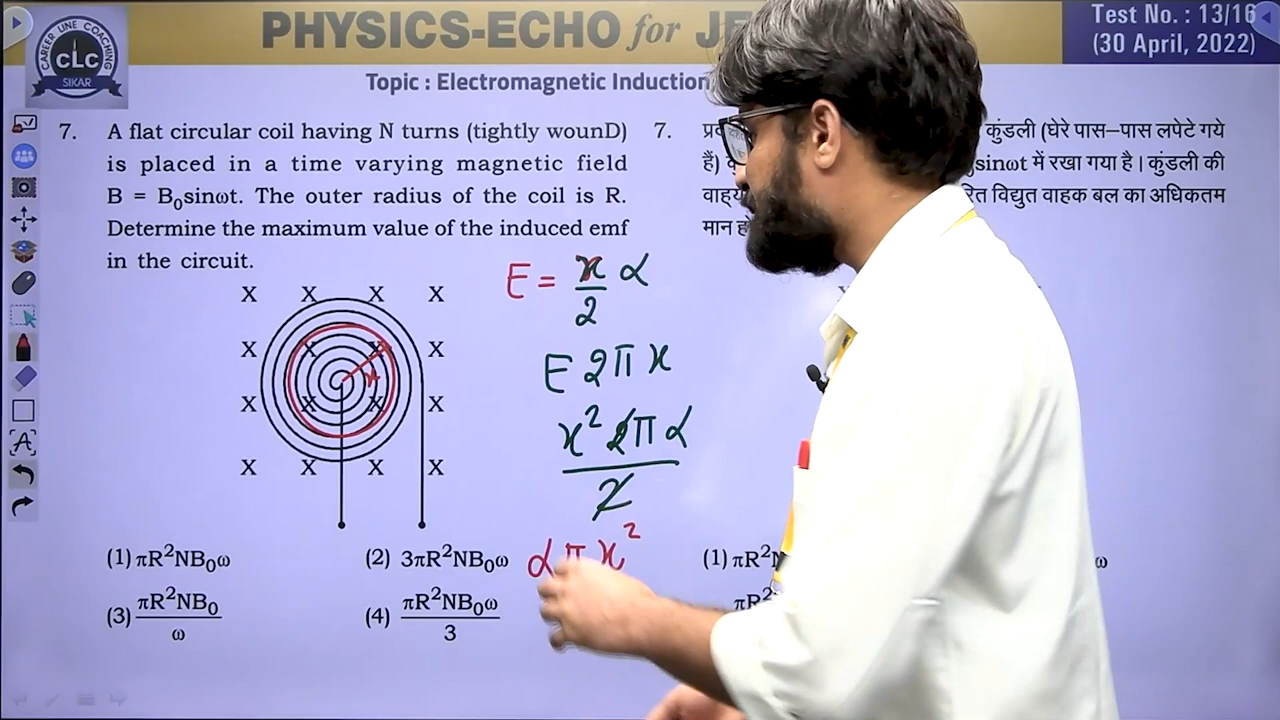 PHYSICS-ECHO for
Test No. : 13/16
(30 April, 2022)
CAREER LINE COACHING
CLC
SIKAR
Topic : Electromagnetic Induction
7. A flat circular coil having N turns (tightly wounD)
is placed in a time varying magnetic field
B = B₀sinωt. The outer radius of the coil is R.
Determine the maximum value of the induced emf
in the circuit.
X X X X
X X X X
X X X X
X X X X
(1) πR²NB₀ω (2) 3πR²NB₀ω
(3) πR²NB₀/ω (4) πR²NB₀ω/3
E = x/2 α
E 2π x
x² 2π α / 2
α π x²
7. कुंडली (घेरे पास–पास लपेटे गये
हैं) sinωt में रखा गया है। कुंडली की
विद्युत वाहक बल का अधिकतम
मान
(1) ω